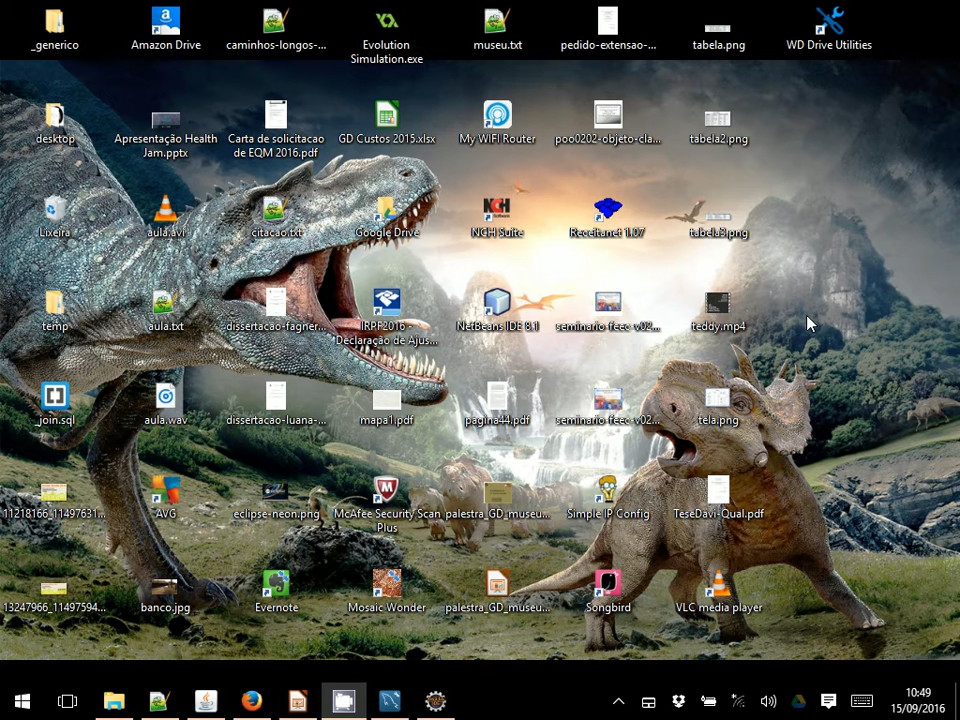 _generico
Amazon Drive
caminhos-longos-...
Evolution
Simulation.exe
museu.txt
pedido-extensao-...
tabela.png
WD Drive Utilities
desktop
Apresentação Health
Jam.pptx
Carta de solicitacao
de EQM 2016.pdf
GD Custos 2015.xlsx
My WIFI Router
poo0202-objeto-cla...
tabela2.png
Lixeira
aula.avi
citacao.txt
Google Drive
NCH
Software
NCH Suite
Receitanet 1.07
tabela3.png
temp
aula.txt
dissertacao-fagner...
IRPF2016 -
Declaração de Ajus...
NetBeans IDE 8.1
seminario-feec-v02...
teddy.mp4
_join.sql
aula.wav
dissertacao-luana-...
mapa1.pdf
pagina44.pdf
seminario-feec-v02...
tela.png
11218166_11497631...
AVG
eclipse-neon.png
McAfee Security Scan
Plus
palestra_GD_museu...
Simple IP Config
TeseDavi-Qual.pdf
13247966_11497594...
banco.jpg
Evernote
Mosaic Wonder
palestra_GD_museu...
Songbird
VLC media player
10:49
15/09/2016